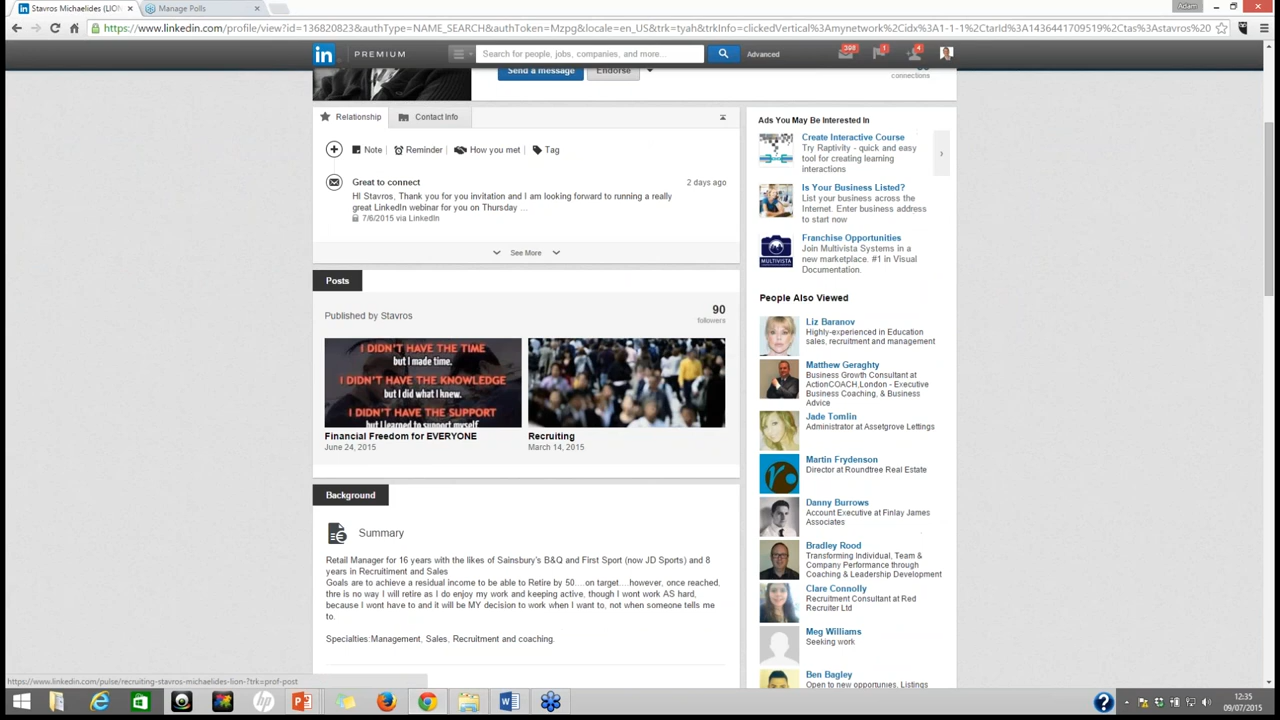 Stavros Michaelides (LION
Manage Polls
Adam
https://www.linkedin.com/profile/view?id=136820823&authType=NAME_SEARCH&authToken=Mzpg&locale=en_US&trk=tyah&trkInfo=clickedVertical%3Amynetwork%2Cidx%3A1-1-1%2CtarId%3A1436441709519%2Ctas%3Astavros%20
in PREMIUM
Search for people, jobs, companies, and more...
Advanced
398
1
4
Send a message
Endorse
connections
Relationship
Contact Info
Note
Reminder
How you met
Tag
Great to connect
2 days ago
HI Stavros, Thank you for you invitation and I am looking forward to running a really
great LinkedIn webinar for you on Thursday ...
7/6/2015 via LinkedIn
See More
Posts
Published by Stavros
90
followers
I DIDN'T HAVE THE TIME
but I made time.
I DIDN'T HAVE THE KNOWLEDGE
but I did what I knew.
I DIDN'T HAVE THE SUPPORT
but I learned to support myself.
Financial Freedom for EVERYONE
June 24, 2015
Recruiting
March 14, 2015
Background
Summary
Retail Manager for 16 years with the likes of Sainsbury's B&Q and First Sport (now JD Sports) and 8
years in Recruitment and Sales
Goals are to achieve a residual income to be able to Retire by 50....on target....however, once reached,
thre is no way I will retire as I do enjoy my work and keeping active, though I wont work AS hard,
because I wont have to and it will be MY decision to work when I want to, not when someone tells me
to.
Specialties:Management, Sales, Recruitment and coaching.
Ads You May Be Interested In
Create Interactive Course
Try Raptivity - quick and easy
tool for creating learning
interactions
Is Your Business Listed?
List your business across the
Internet. Enter business address
to start now
Franchise Opportunities
Join Multivista Systems in a
new marketplace. #1 in Visual
Documentation.
MULTIVISTA
People Also Viewed
Liz Baranov
Highly-experienced in Education
sales, recruitment and management
Matthew Geraghty
Business Growth Consultant at
ActionCOACH,London - Executive
Business Coaching, & Business
Advice
Jade Tomlin
Administrator at Assetgrove Lettings
Martin Frydenson
Director at Roundtree Real Estate
Danny Burrows
Account Executive at Finlay James
Associates
Bradley Rood
Transforming Individual, Team &
Company Performance through
Coaching & Leadership Development
Clare Connolly
Recruitment Consultant at Red
Recruiter Ltd
Meg Williams
Seeking work
Ben Bagley
Open to new opportunities, Listings
https://www.linkedin.com/pulse/recruiting-stavros-michaelides-lion-?trk=prof-post
12:35
09/07/2015